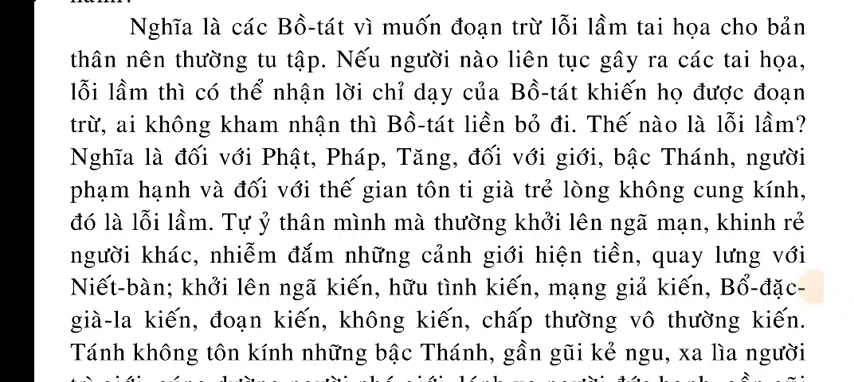 Nghĩa là các Bồ-tát vì muốn đoạn trừ lỗi lầm tai họa cho bản
thân nên thường tu tập. Nếu người nào liên tục gây ra các tai họa,
lỗi lầm thì có thể nhận lời chỉ dạy của Bồ-tát khiến họ được đoạn
trừ, ai không kham nhận thì Bồ-tát liền bỏ đi. Thế nào là lỗi lầm?
Nghĩa là đối với Phật, Pháp, Tăng, đối với giới, bậc Thánh, người
phạm hạnh và đối với thế gian tôn ti già trẻ lòng không cung kính,
đó là lỗi lầm. Tự ỷ thân mình mà thường khởi lên ngã mạn, khinh rẻ
người khác, nhiễm đắm những cảnh giới hiện tiền, quay lưng với
Niết-bàn; khởi lên ngã kiến, hữu tình kiến, mạng giả kiến, Bổ-đặc-
già-la kiến, đoạn kiến, không kiến, chấp thường vô thường kiến.
Tánh không tôn kính những bậc Thánh, gần gũi kẻ ngu, xa lìa người